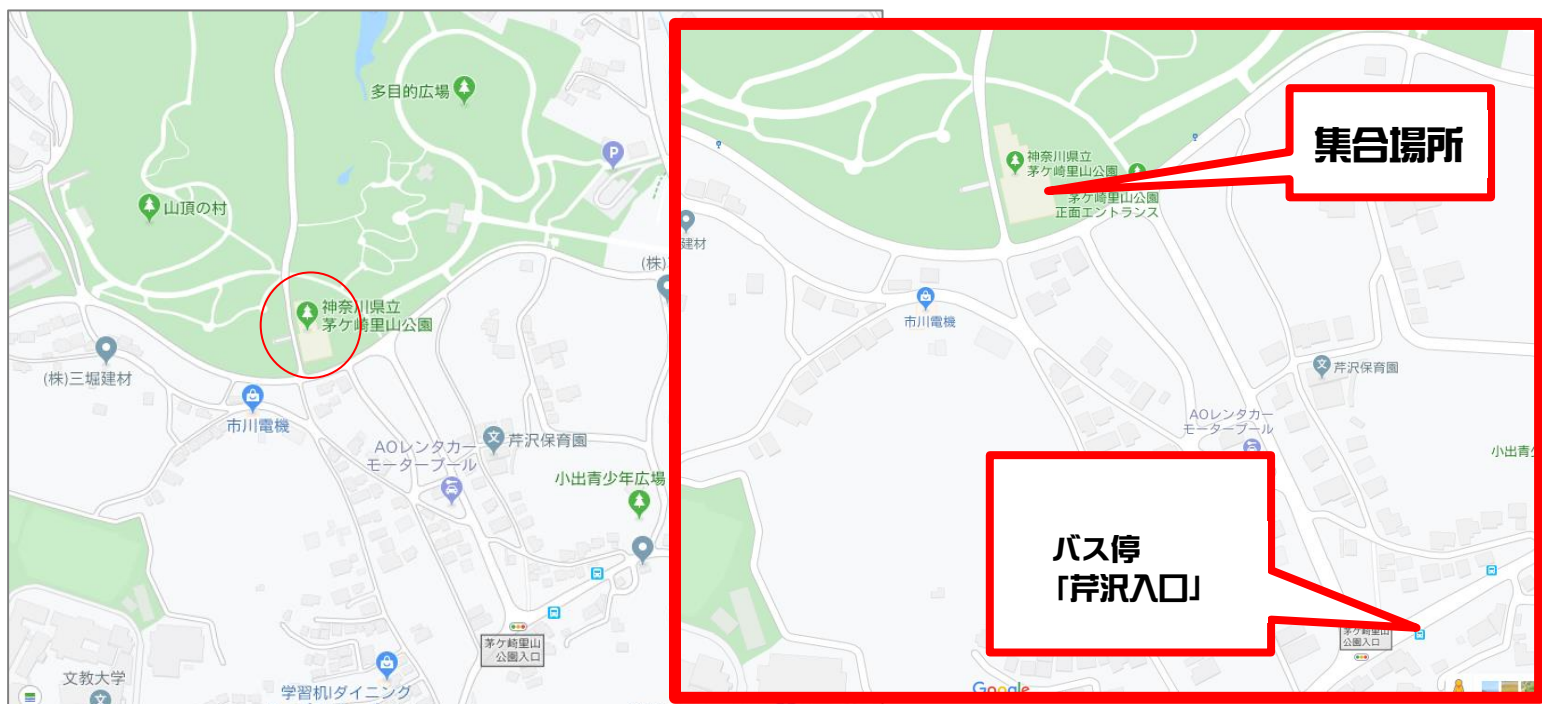 多目的広場
P
山頂の村
(株)
神奈川県立
茅ケ崎里山公園
(株)三堀建材
市川電機
AOレンタカー
モータープール
芹沢保育園
小出青少年広場
茅ケ崎里山
公園入口
文教大学
学習机ダイニング
集合場所
神奈川県立
茅ケ崎里山公園
茅ケ崎里山公園
正面エントランス
建材
市川電機
芹沢保育園
AOレンタカー
モータープール
小出青
バス停
「芹沢入口」
茅ケ崎里山
公園入口
Google